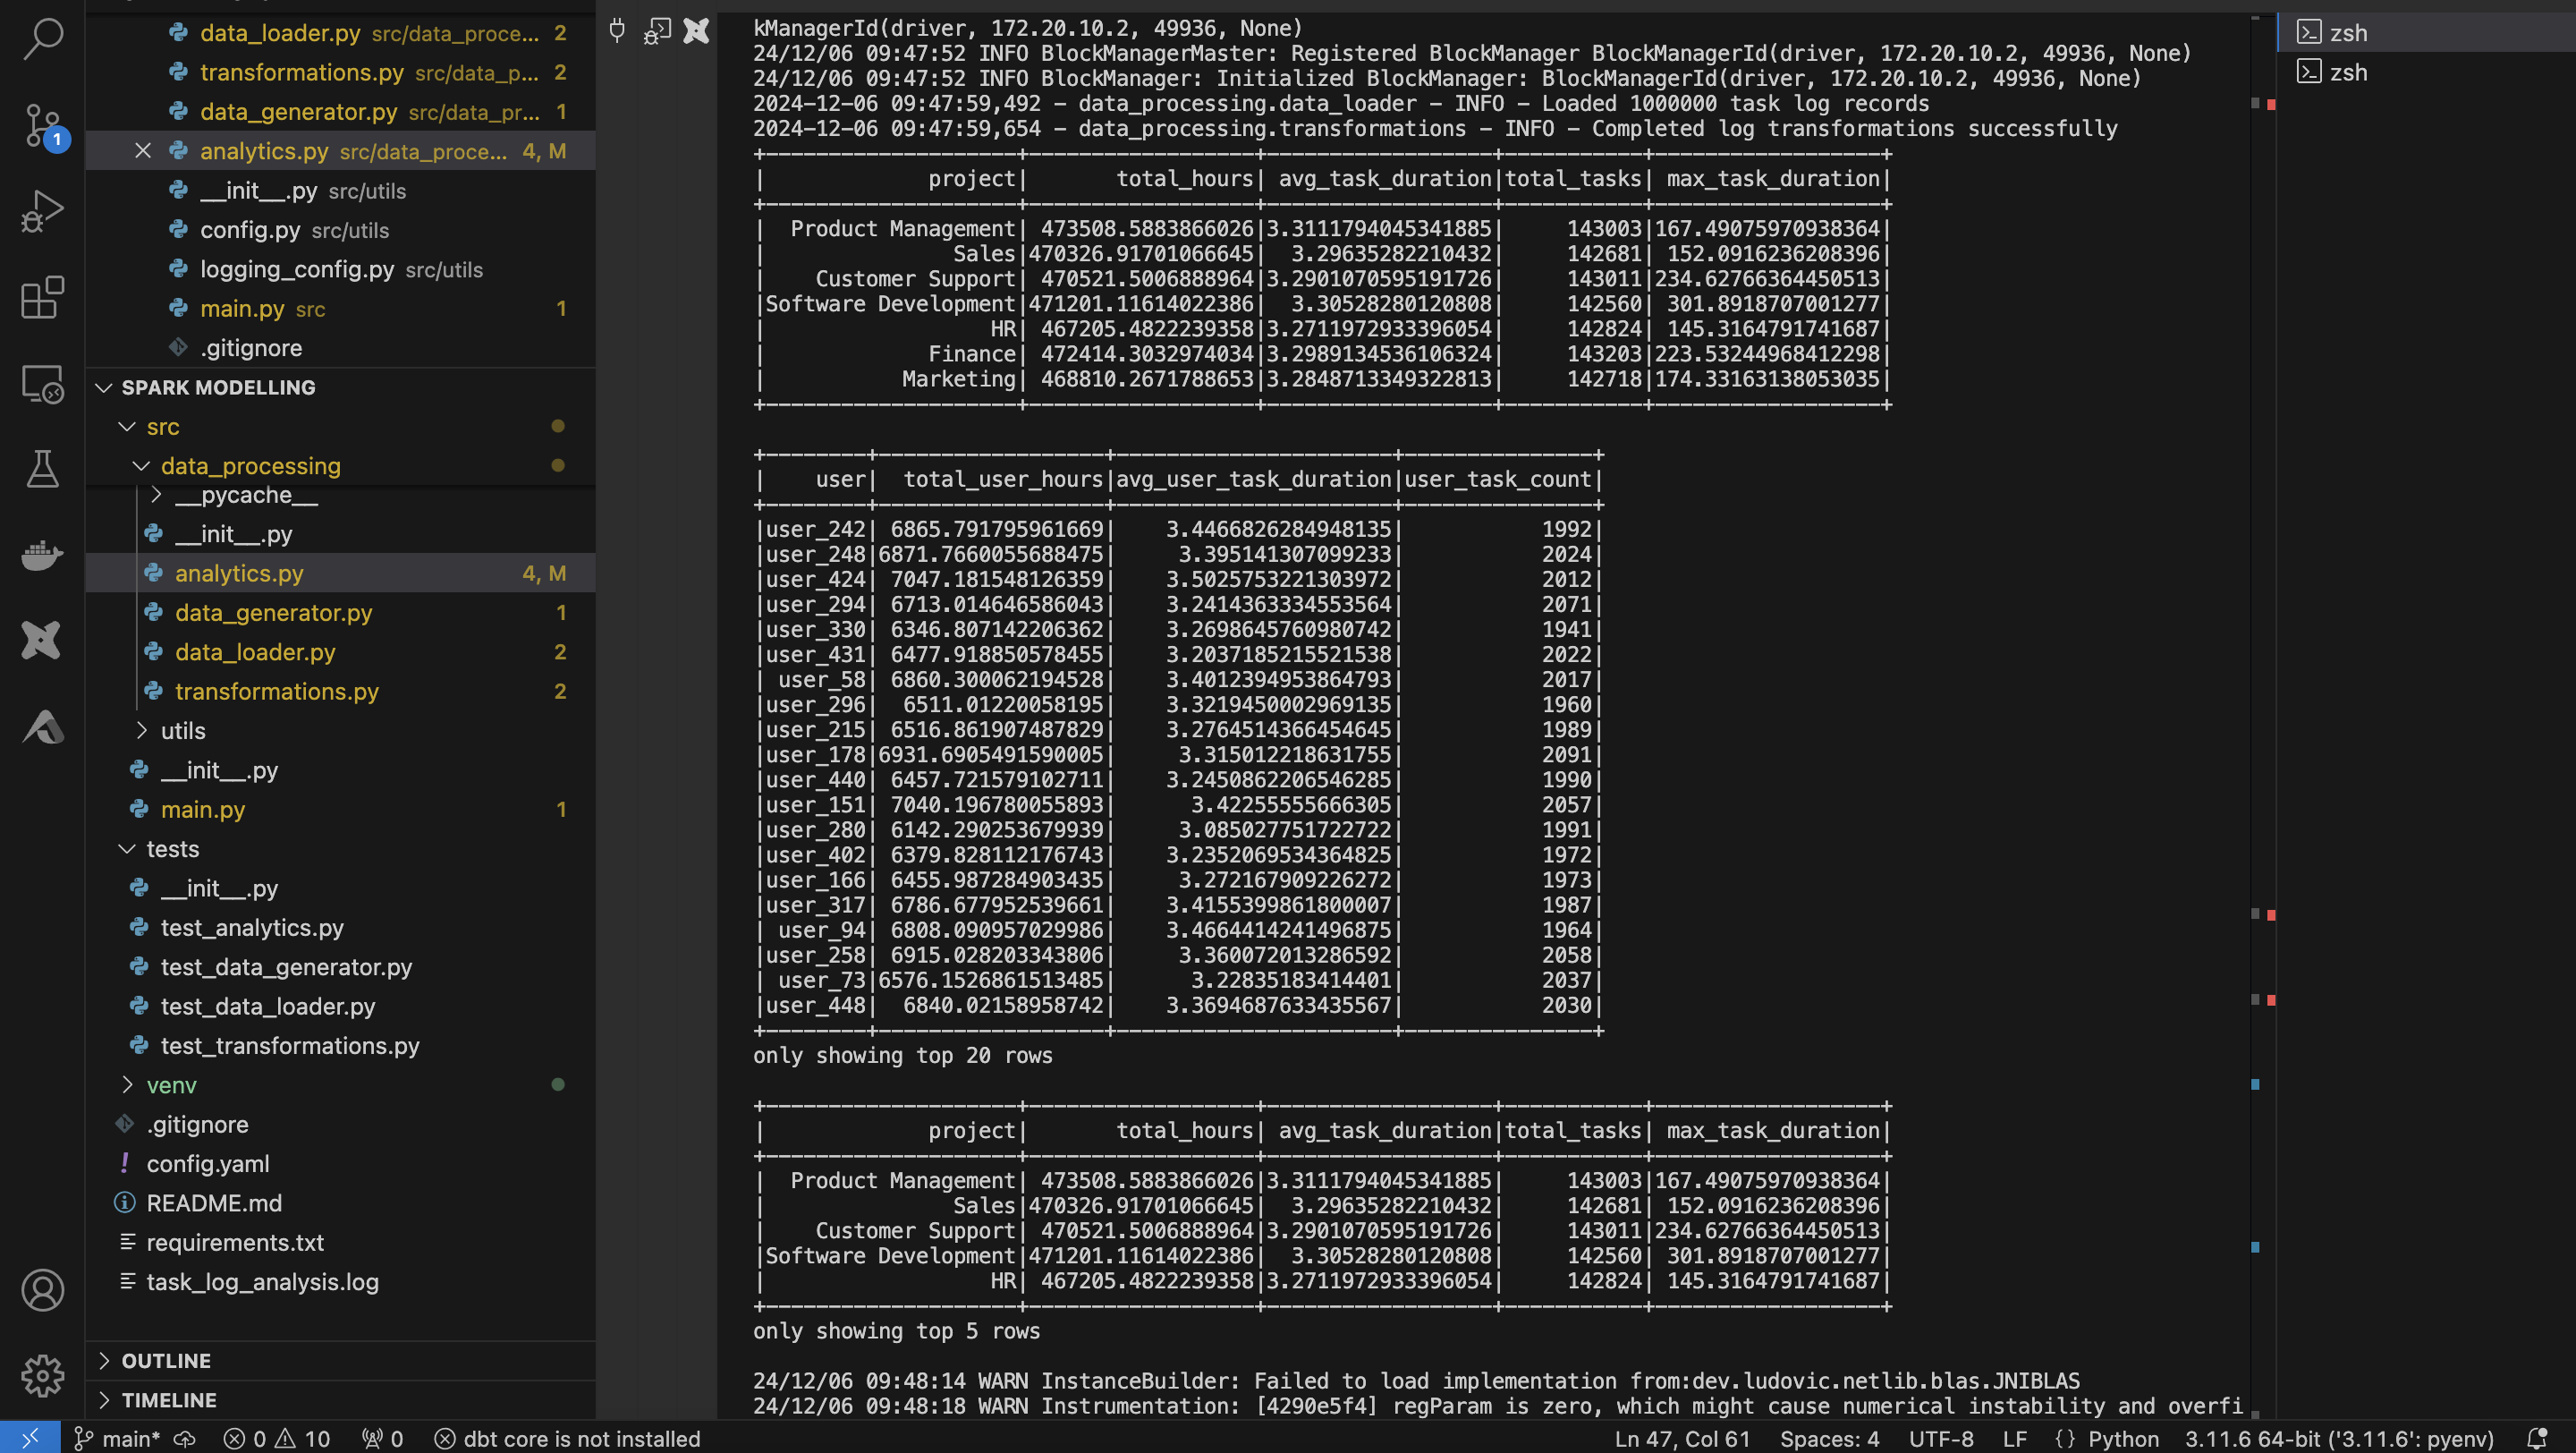 data_loader.py src/data_proce... 2
transformations.py src/data_p... 2
data_generator.py src/data_pr... 1
analytics.py src/data_proce... 4, M
__init__.py src/utils
config.py src/utils
logging_config.py src/utils
main.py src 1
.gitignore
1
SPARK MODELLING
src
data_processing
__pycache__
__init__.py
analytics.py 4, M
data_generator.py 1
data_loader.py 2
transformations.py 2
utils
__init__.py
main.py 1
tests
__init__.py
test_analytics.py
test_data_generator.py
test_data_loader.py
test_transformations.py
venv
.gitignore
config.yaml
README.md
requirements.txt
task_log_analysis.log
OUTLINE
TIMELINE
kManagerId(driver, 172.20.10.2, 49936, None)
24/12/06 09:47:52 INFO BlockManagerMaster: Registered BlockManager BlockManagerId(driver, 172.20.10.2, 49936, None)
24/12/06 09:47:52 INFO BlockManager: Initialized BlockManager: BlockManagerId(driver, 172.20.10.2, 49936, None)
2024-12-06 09:47:59,492 - data_processing.data_loader - INFO - Loaded 1000000 task log records
2024-12-06 09:47:59,654 - data_processing.transformations - INFO - Completed log transformations successfully
+--------------------+------------------+------------------+-----------+------------------+
|             project|       total_hours| avg_task_duration|total_tasks| max_task_duration|
+--------------------+------------------+------------------+-----------+------------------+
|  Product Management| 473508.5883866026|3.3111794045341885|     143003|167.49075970938364|
|               Sales|470326.91701066645|  3.29635282210432|     142681| 152.0916236208396|
|    Customer Support| 470521.5006888964|3.2901070595191726|     143011|234.62766364450513|
|Software Development|471201.11614022386|  3.30528280120808|     142560| 301.8918707001277|
|                  HR| 467205.4822239358|3.2711972933396054|     142824| 145.3164791741687|
|             Finance| 472414.3032974034|3.2989134536106324|     143203|223.53244968412298|
|           Marketing| 468810.2671788653|3.2848713349322813|     142718|174.33163138053035|
+--------------------+------------------+------------------+-----------+------------------+
+--------+------------------+----------------------+---------------+
|    user|  total_user_hours|avg_user_task_duration|user_task_count|
+--------+------------------+----------------------+---------------+
|user_242| 6865.791795961669|    3.4466826284948135|           1992|
|user_248|6871.7660055688475|     3.395141307099233|           2024|
|user_424| 7047.181548126359|    3.5025753221303972|           2012|
|user_294| 6713.014646586043|    3.2414363334553564|           2071|
|user_330| 6346.807142206362|    3.2698645760980742|           1941|
|user_431| 6477.918850578455|    3.2037185215521538|           2022|
| user_58| 6860.300062194528|    3.4012394953864793|           2017|
|user_296|  6511.01220058195|    3.3219450002969135|           1960|
|user_215| 6516.861907487829|    3.2764514366454645|           1989|
|user_178|6931.6905491590005|     3.315012218631755|           2091|
|user_440| 6457.721579102711|    3.2450862206546285|           1990|
|user_151| 7040.196780055893|      3.42255555666305|           2057|
|user_280| 6142.290253679939|     3.085027751722722|           1991|
|user_402| 6379.828112176743|    3.2352069534364825|           1972|
|user_166| 6455.987284903435|     3.272167909226272|           1973|
|user_317| 6786.677952539661|    3.4155399861800007|           1987|
| user_94| 6808.090957029986|    3.4664414241496875|           1964|
|user_258| 6915.028203343806|     3.360072013286592|           2058|
| user_73|6576.1526861513485|      3.22835183414401|           2037|
|user_448|  6840.02158958742|    3.3694687633435567|           2030|
+--------+------------------+----------------------+---------------+
only showing top 20 rows
+--------------------+------------------+------------------+-----------+------------------+
|             project|       total_hours| avg_task_duration|total_tasks| max_task_duration|
+--------------------+------------------+------------------+-----------+------------------+
|  Product Management| 473508.5883866026|3.3111794045341885|     143003|167.49075970938364|
|               Sales|470326.91701066645|  3.29635282210432|     142681| 152.0916236208396|
|    Customer Support| 470521.5006888964|3.2901070595191726|     143011|234.62766364450513|
|Software Development|471201.11614022386|  3.30528280120808|     142560| 301.8918707001277|
|                  HR| 467205.4822239358|3.2711972933396054|     142824| 145.3164791741687|
+--------------------+------------------+------------------+-----------+------------------+
only showing top 5 rows
24/12/06 09:48:14 WARN InstanceBuilder: Failed to load implementation from:dev.ludovic.netlib.blas.JNIBLAS
24/12/06 09:48:18 WARN Instrumentation: [4290e5f4] regParam is zero, which might cause numerical instability and overfi
zsh
zsh
main* 0 10 0 dbt core is not installed Ln 47, Col 61 Spaces: 4 UTF-8 LF {} Python 3.11.6 64-bit ('3.11.6': pyenv)